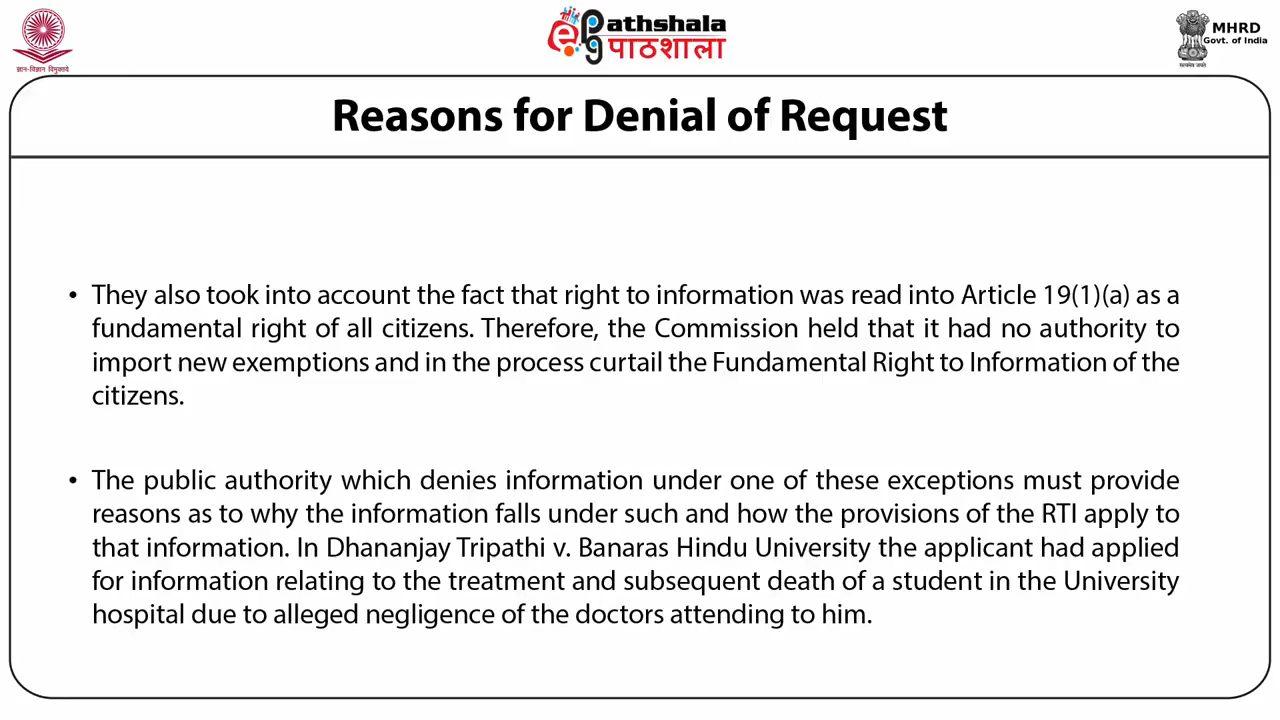 ज्ञान-विज्ञान विमुक्तये
ePG Pathshala
पाठशाला
MHRD
Govt. of India
सत्यमेव जयते
Reasons for Denial of Request
• They also took into account the fact that right to information was read into Article 19(1)(a) as a
fundamental right of all citizens. Therefore, the Commission held that it had no authority to
import new exemptions and in the process curtail the Fundamental Right to Information of the
citizens.
• The public authority which denies information under one of these exceptions must provide
reasons as to why the information falls under such and how the provisions of the RTI apply to
that information. In Dhananjay Tripathi v. Banaras Hindu University the applicant had applied
for information relating to the treatment and subsequent death of a student in the University
hospital due to alleged negligence of the doctors attending to him.